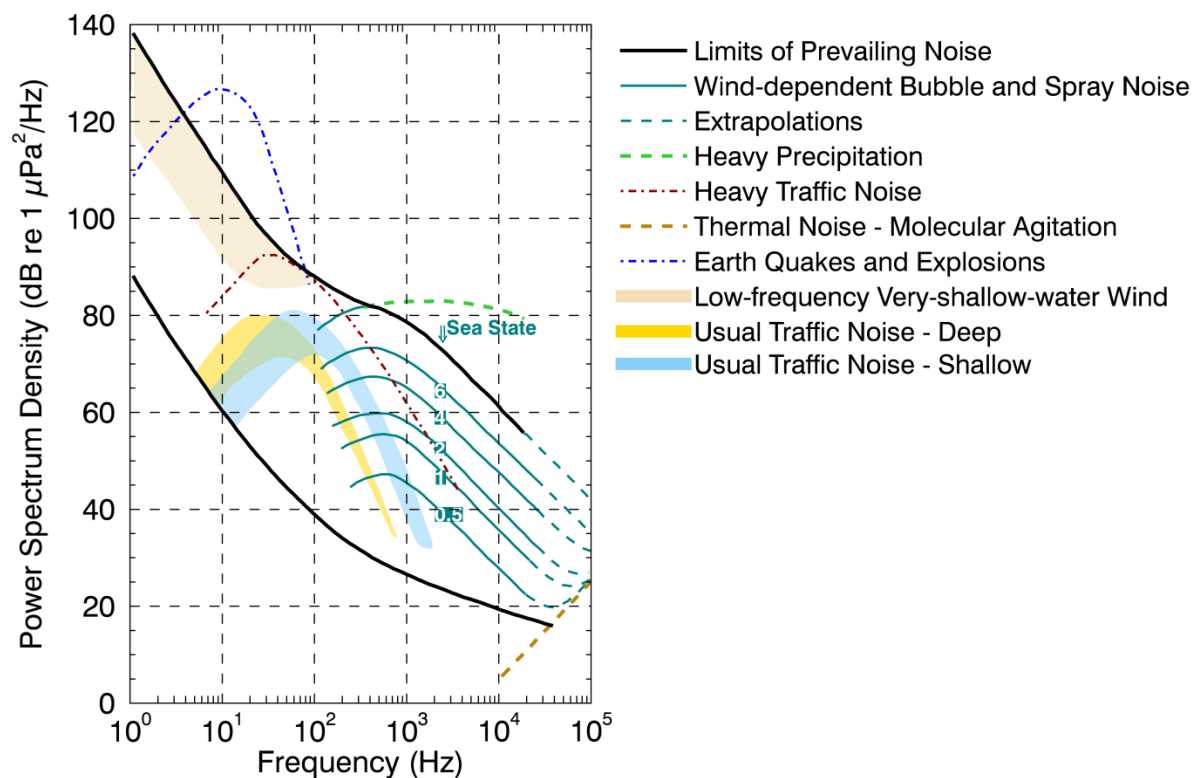 140
120
100
80
60
40
20
0
Power Spectrum Density (dB re 1 μPa²/Hz)
10⁰ 10¹ 10² 10³ 10⁴ 10⁵
Frequency (Hz)
⇓Sea State
6
4
2
1
0.5
Limits of Prevailing Noise
Wind-dependent Bubble and Spray Noise
Extrapolations
Heavy Precipitation
Heavy Traffic Noise
Thermal Noise - Molecular Agitation
Earth Quakes and Explosions
Low-frequency Very-shallow-water Wind
Usual Traffic Noise - Deep
Usual Traffic Noise - Shallow